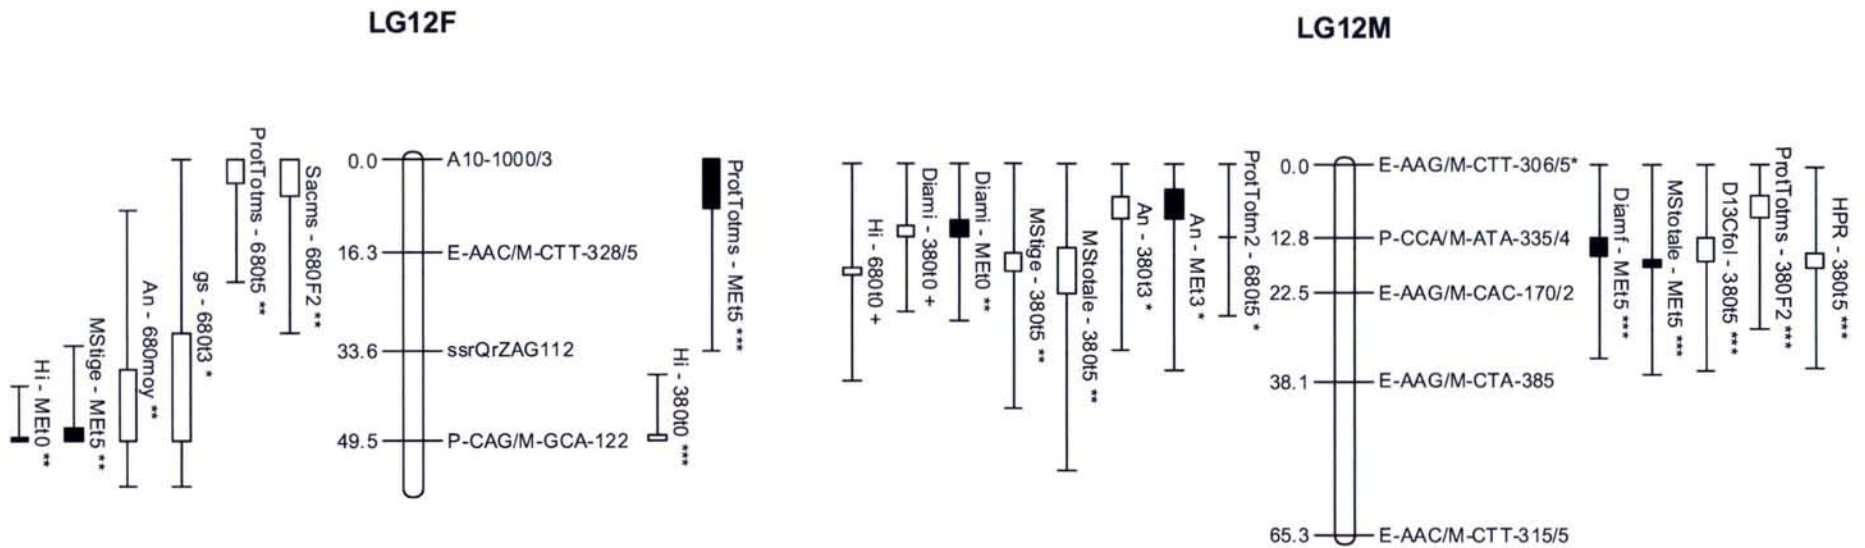 LG12F
Hi - MEt0 **
MStige - MEt5 **
An - 680moy **
gs - 680t3 *
ProtTotms - 680t5 **
Sacms - 680F2 **
0.0 A10-1000/3
16.3 E-AAC/M-CTT-328/5
33.6 ssrQrZAG112
49.5 P-CAG/M-GCA-122
Hi - 380t0 ***
ProtTotms - MEt5 ***
LG12M
Hi - 680t0 +
Diami - 380t0 +
Diami - MEt0 **
MStige - 380t5 **
MStotale - 380t5 **
An - 380t3 *
An - MEt3 *
ProtTotm2 - 680t5 *
0.0 E-AAG/M-CTT-306/5*
12.8 P-CCA/M-ATA-335/4
22.5 E-AAG/M-CAC-170/2
38.1 E-AAG/M-CTA-385
65.3 E-AAC/M-CTT-315/5
Diamf - MEt5 ***
MStotale - MEt5 ***
D13Cfol - 380t5 ***
ProtTotms - 380F2 ***
HPR - 380t5 ***